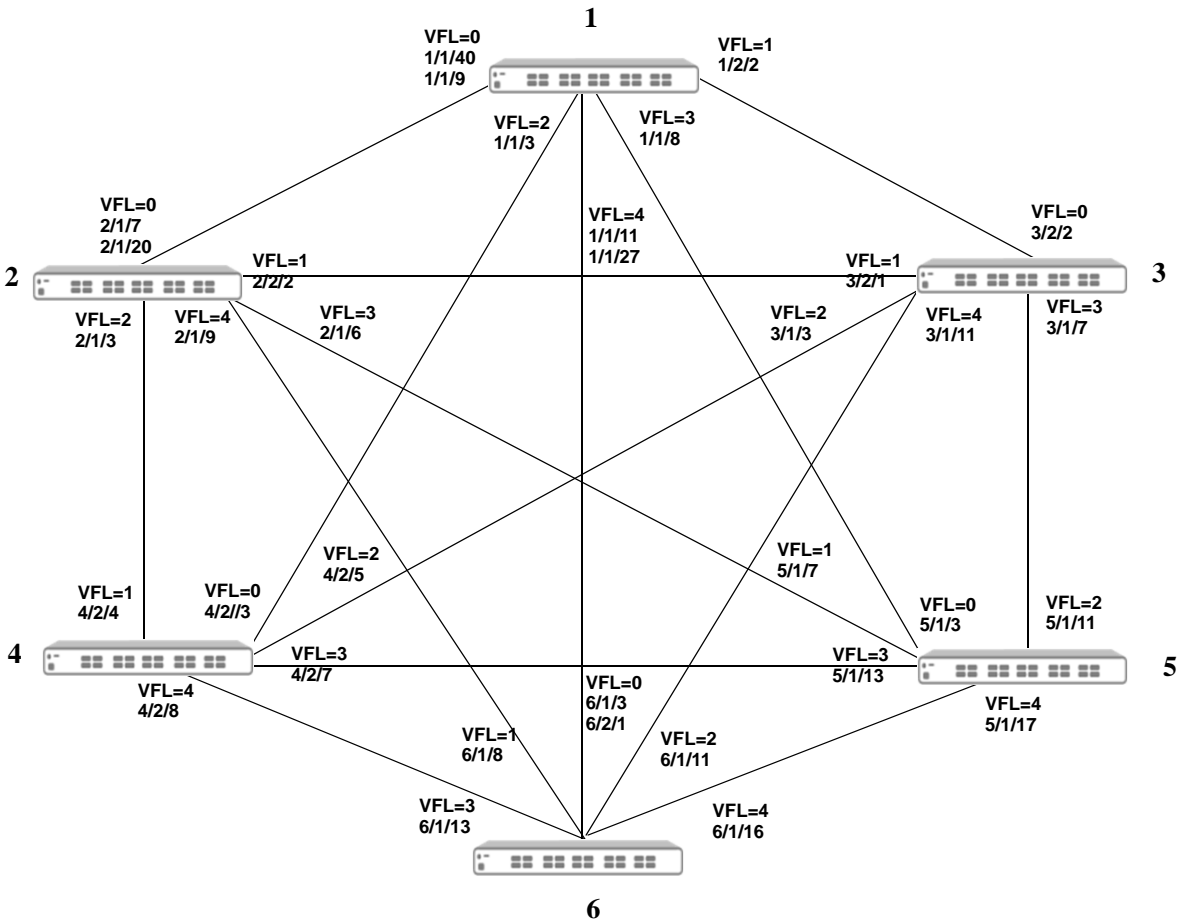 1
VFL=0
1/1/40
1/1/9
VFL=1
1/2/2
VFL=2
1/1/3
VFL=3
1/1/8
VFL=4
1/1/11
1/1/27
VFL=0
2/1/7
2/1/20
VFL=0
3/2/2
2
VFL=1
2/2/2
VFL=1
3/2/1
3
VFL=2
2/1/3
VFL=4
2/1/9
VFL=3
2/1/6
VFL=2
3/1/3
VFL=4
3/1/11
VFL=3
3/1/7
VFL=1
4/2/4
VFL=0
4/2//3
VFL=2
4/2/5
VFL=1
5/1/7
VFL=0
5/1/3
VFL=2
5/1/11
4
VFL=3
4/2/7
VFL=3
5/1/13
5
VFL=4
4/2/8
VFL=0
6/1/3
6/2/1
VFL=4
5/1/17
VFL=1
6/1/8
VFL=2
6/1/11
VFL=3
6/1/13
VFL=4
6/1/16
6